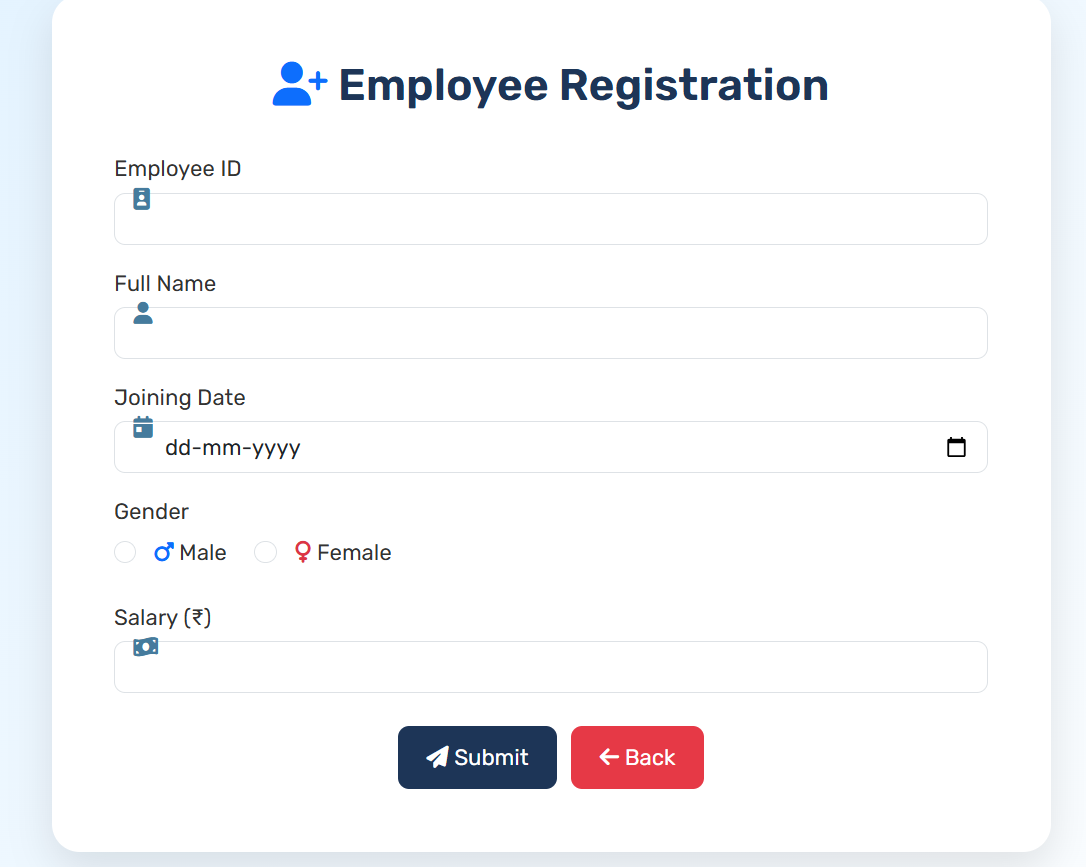 Employee Registration
Employee ID
Full Name
Joining Date
dd-mm-yyyy
Gender
Male Female
Salary (₹)
Submit Back